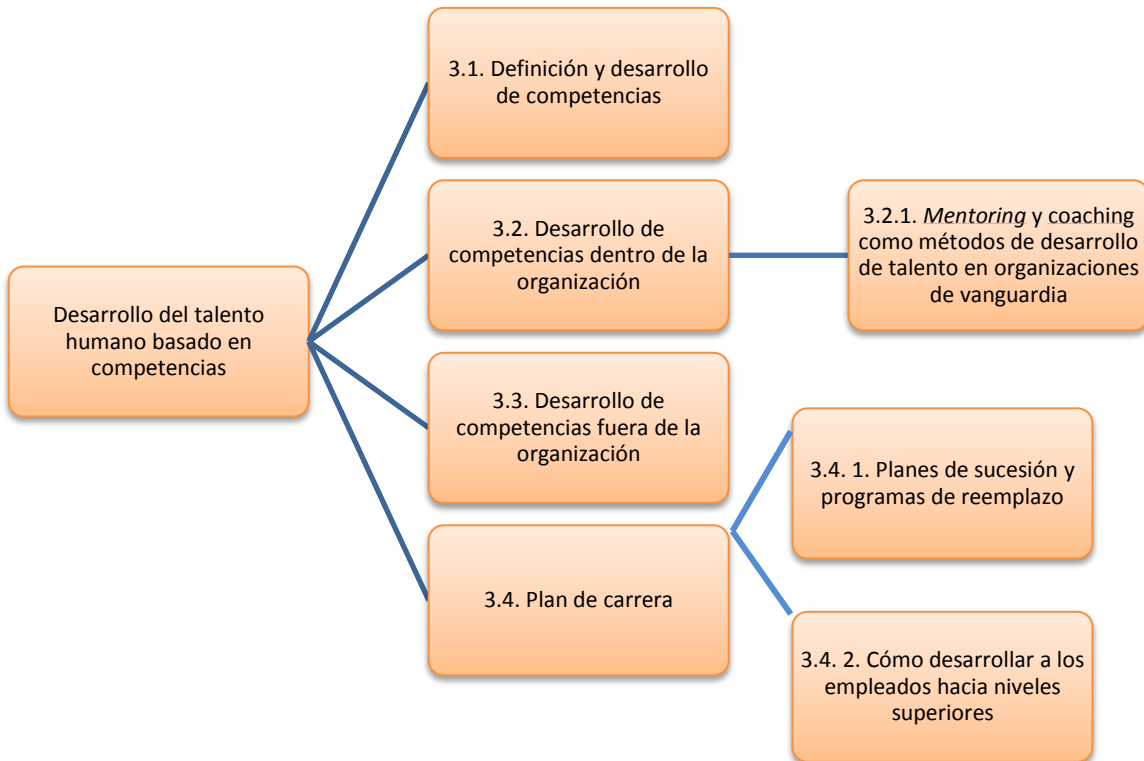 Desarrollo del talento
humano basado en
competencias
3.1. Definición y desarrollo
de competencias
3.2. Desarrollo de
competencias dentro de la
organización
3.2.1. Mentoring y coaching
como métodos de desarrollo
de talento en organizaciones
de vanguardia
3.3. Desarrollo de
competencias fuera de la
organización
3.4. Plan de carrera
3.4. 1. Planes de sucesión y
programas de reemplazo
3.4. 2. Cómo desarrollar a los
empleados hacia niveles
superiores